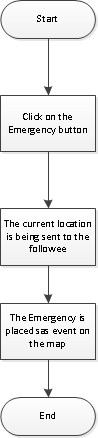 Start
Click on the
Emergency button
The current location
is being sent to the
followee
The Emergency is
placed sas event on
the map
End